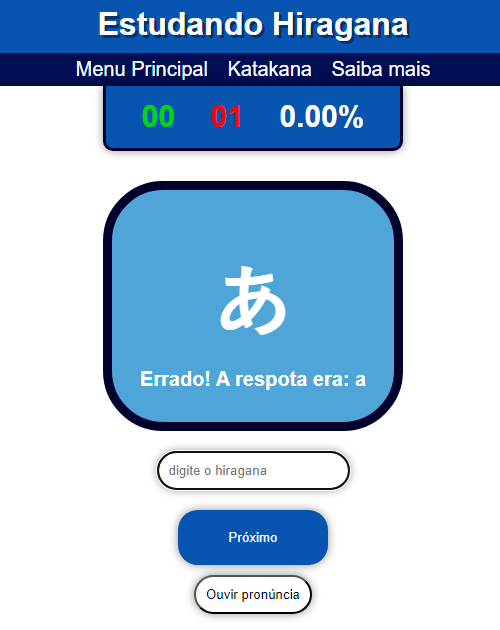 Estudando Hiragana
Menu Principal Katakana Saiba mais
00 01 0.00%
あ
Errado! A respota era: a
digite o hiragana
Próximo
Ouvir pronúncia